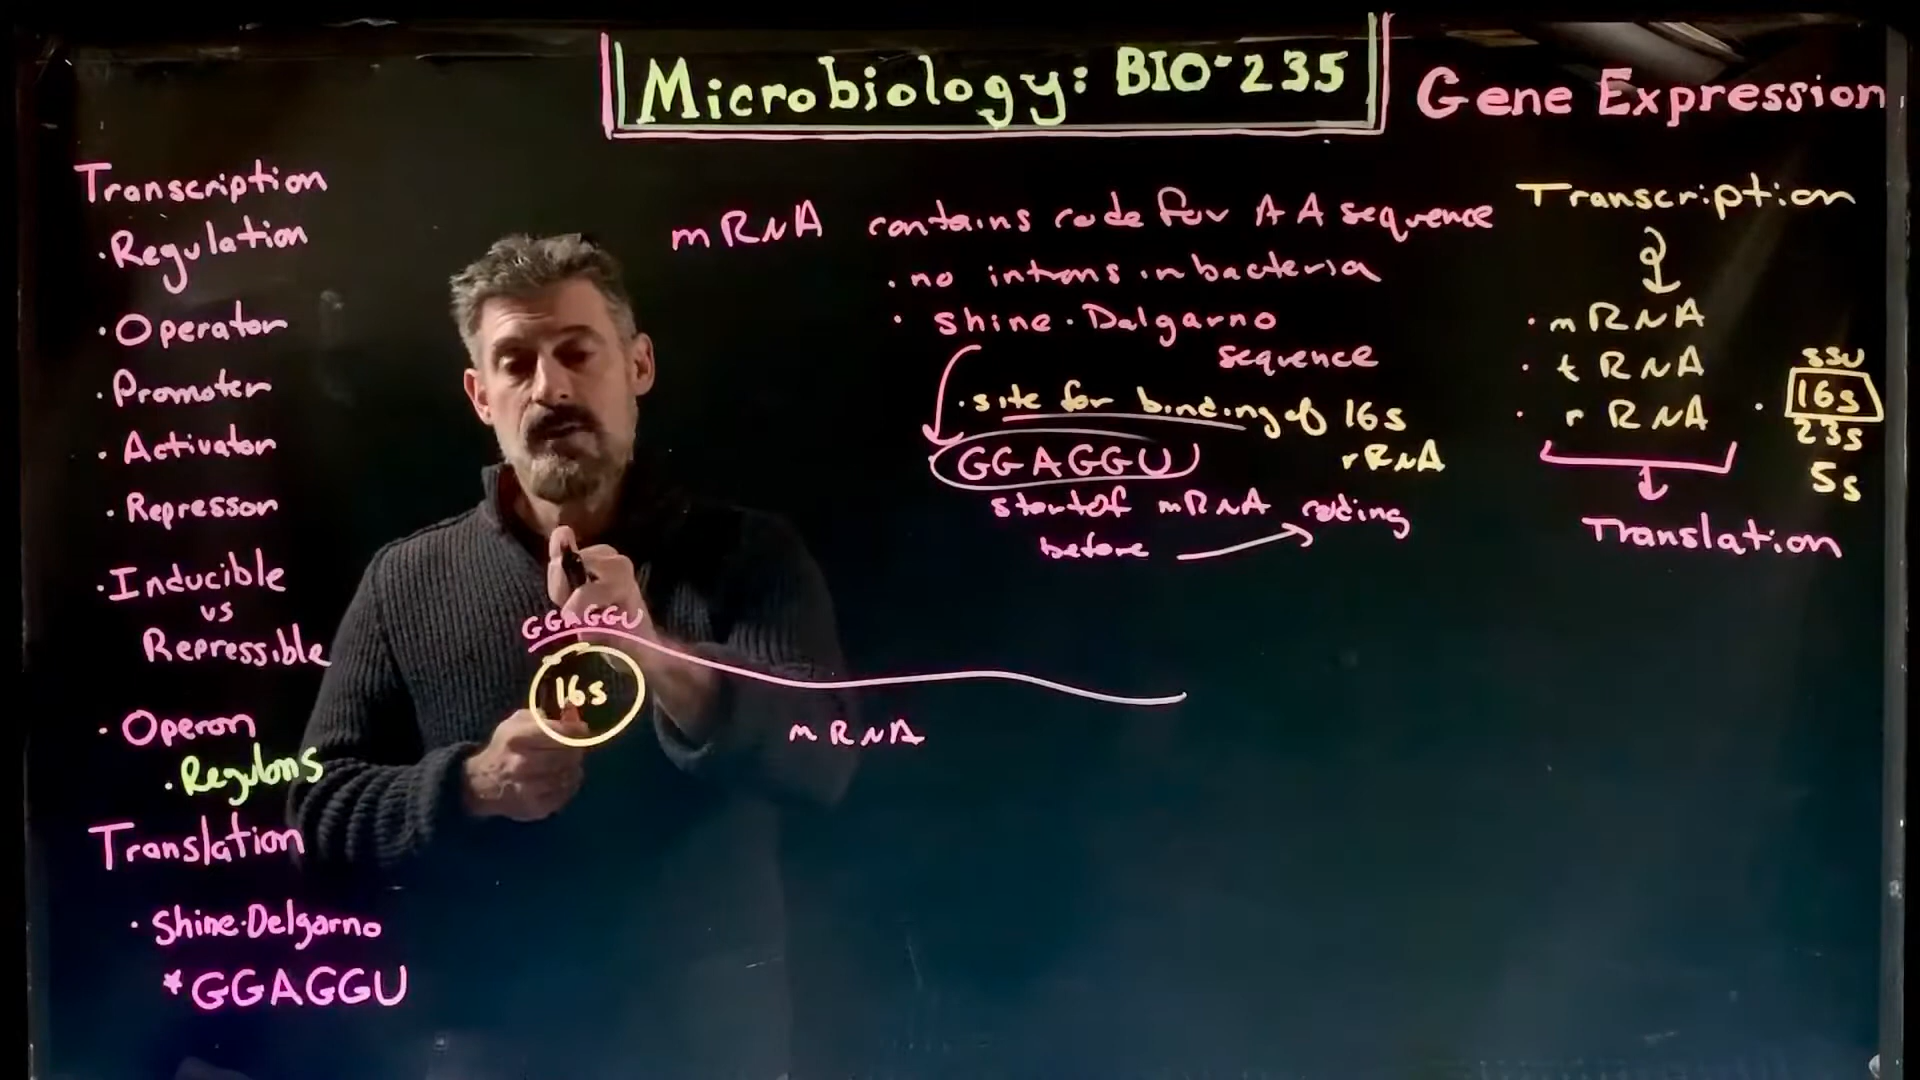 Microbiology: BIO-235
Gene Expression
Transcription
· Regulation
· Operator
· Promoter
· Activator
· Repressor
· Inducible
vs
Repressible
· Operon
· Regulons
Translation
· Shine-Delgarno
* GGAGGU
mRNA contains code for AA sequence
· no introns in bacteria
· Shine-Dalgarno
sequence
· site for binding of 16s
rRNA
GGAGGU
start of mRNA coding
before
GGAGGU
16s
mRNA
Transcription
· mRNA
· tRNA
· rRNA
SSU
· 16s
23s
5s
Translation